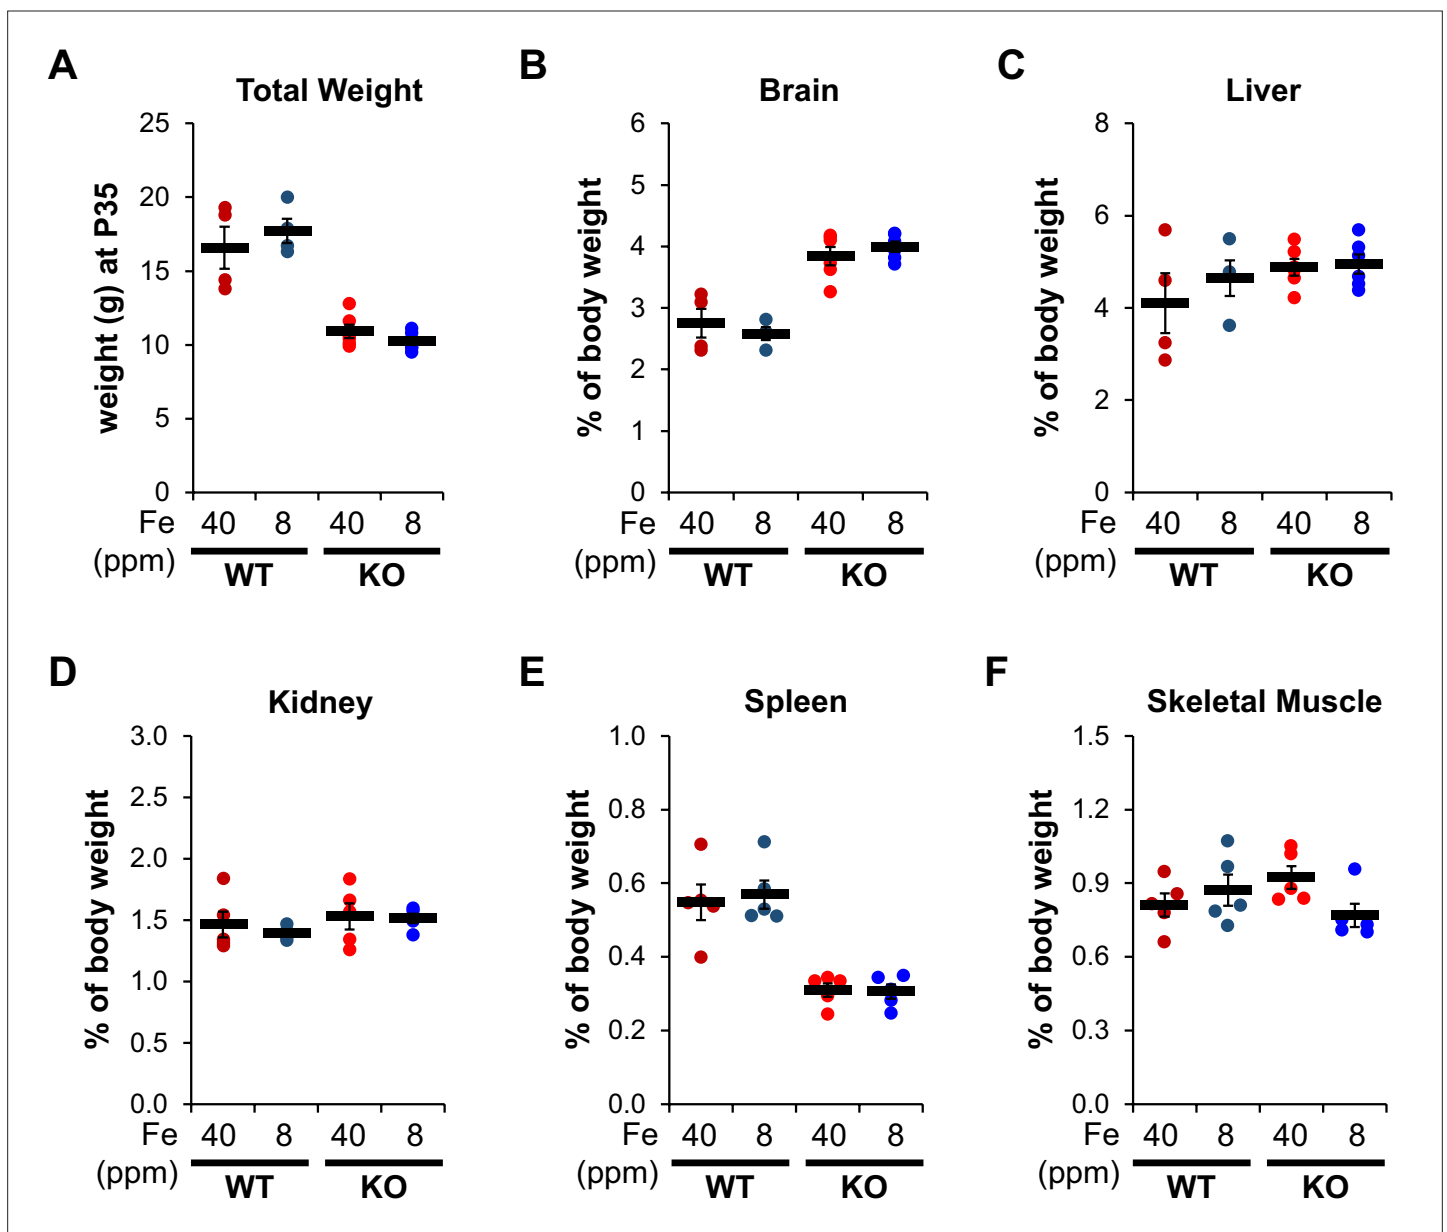 A
Total Weight
weight (g) at P35
25
20
15
10
5
0
Fe 40 8 40 8
(ppm)
WT KO
B
Brain
% of body weight
6
5
4
3
2
1
0
Fe 40 8 40 8
(ppm)
WT KO
C
Liver
% of body weight
8
6
4
2
0
Fe 40 8 40 8
(ppm)
WT KO
D
Kidney
% of body weight
3.0
2.5
2.0
1.5
1.0
0.5
0.0
Fe 40 8 40 8
(ppm)
WT KO
E
Spleen
% of body weight
1.0
0.8
0.6
0.4
0.2
0.0
Fe 40 8 40 8
(ppm)
WT KO
F
Skeletal Muscle
% of body weight
1.5
1.2
0.9
0.6
0.3
0.0
Fe 40 8 40 8
(ppm)
WT KO